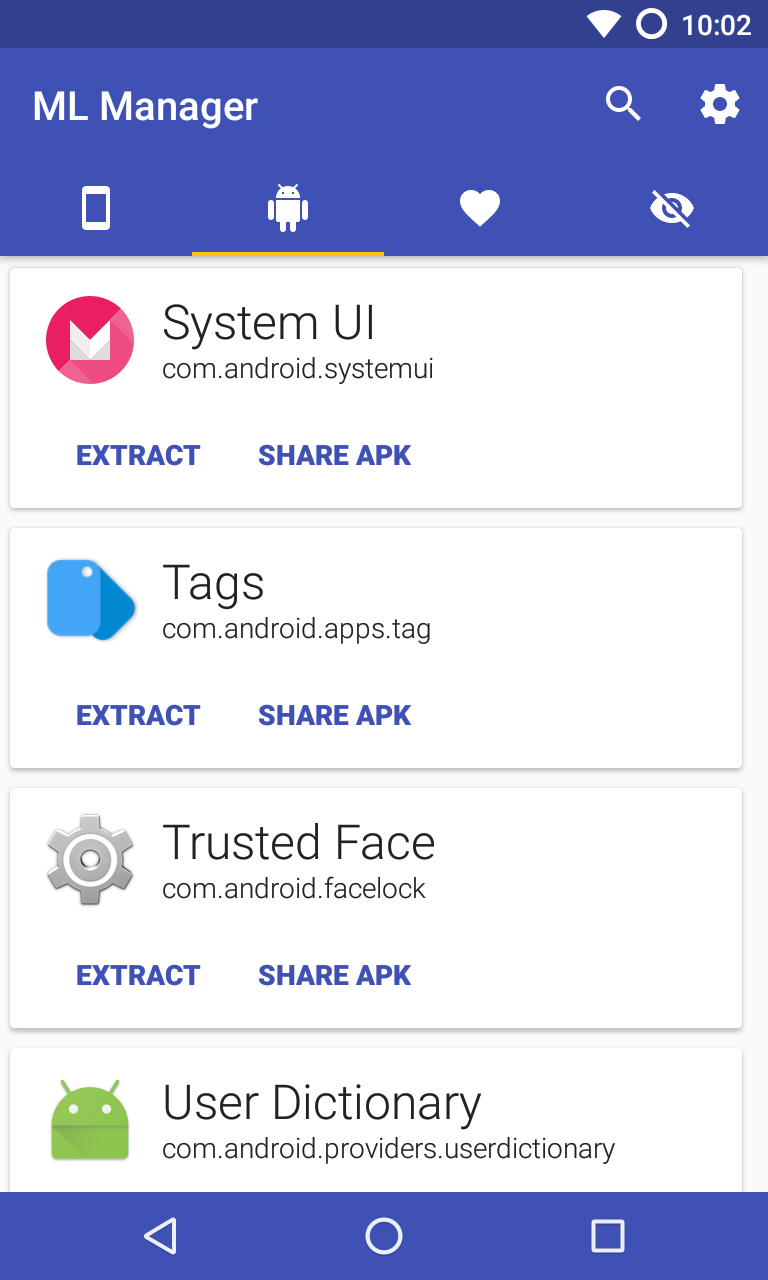 10:02
ML Manager
System UI
com.android.systemui
EXTRACT SHARE APK
Tags
com.android.apps.tag
EXTRACT SHARE APK
Trusted Face
com.android.facelock
EXTRACT SHARE APK
User Dictionary
com.android.providers.userdictionary